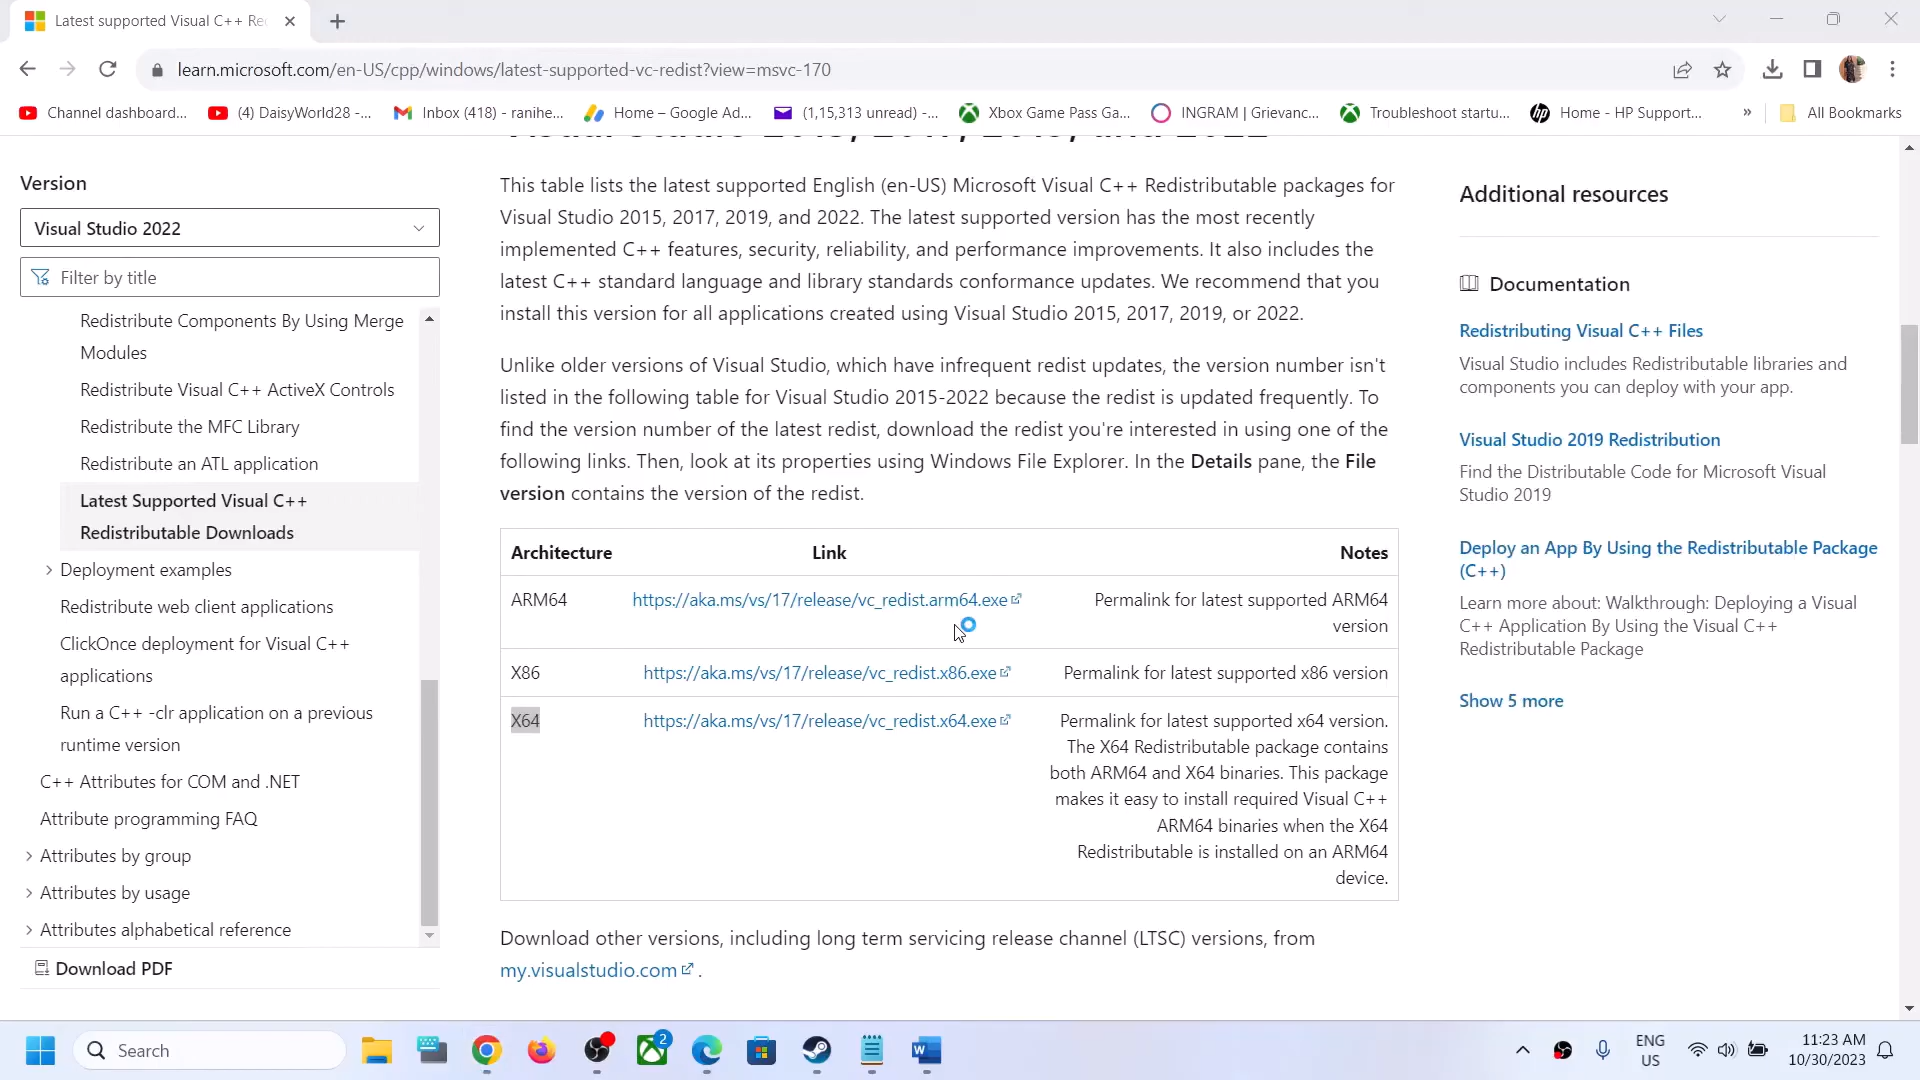 Latest supported Visual C++ Re
learn.microsoft.com/en-US/cpp/windows/latest-supported-vc-redist?view=msvc-170
Channel dashboard...
(4) DaisyWorld28 -...
Inbox (418) - ranihe...
Home – Google Ad...
(1,15,313 unread) -...
Xbox Game Pass Ga...
INGRAM | Grievanc...
Troubleshoot startu...
Home - HP Support...
»
All Bookmarks
Version
Visual Studio 2022
Filter by title
Redistribute Components By Using Merge
Modules
Redistribute Visual C++ ActiveX Controls
Redistribute the MFC Library
Redistribute an ATL application
Latest Supported Visual C++
Redistributable Downloads
Deployment examples
Redistribute web client applications
ClickOnce deployment for Visual C++
applications
Run a C++ -clr application on a previous
runtime version
C++ Attributes for COM and .NET
Attribute programming FAQ
Attributes by group
Attributes by usage
Attributes alphabetical reference
Download PDF
Visual Studio 2015, 2017, 2019, and 2022
This table lists the latest supported English (en-US) Microsoft Visual C++ Redistributable packages for
Visual Studio 2015, 2017, 2019, and 2022. The latest supported version has the most recently
implemented C++ features, security, reliability, and performance improvements. It also includes the
latest C++ standard language and library standards conformance updates. We recommend that you
install this version for all applications created using Visual Studio 2015, 2017, 2019, or 2022.
Unlike older versions of Visual Studio, which have infrequent redist updates, the version number isn't
listed in the following table for Visual Studio 2015-2022 because the redist is updated frequently. To
find the version number of the latest redist, download the redist you're interested in using one of the
following links. Then, look at its properties using Windows File Explorer. In the Details pane, the File
version contains the version of the redist.
Architecture Link Notes
ARM64 https://aka.ms/vs/17/release/vc_redist.arm64.exe Permalink for latest supported ARM64
version
X86 https://aka.ms/vs/17/release/vc_redist.x86.exe Permalink for latest supported x86 version
X64 https://aka.ms/vs/17/release/vc_redist.x64.exe Permalink for latest supported x64 version.
The X64 Redistributable package contains
both ARM64 and X64 binaries. This package
makes it easy to install required Visual C++
ARM64 binaries when the X64
Redistributable is installed on an ARM64
device.
Download other versions, including long term servicing release channel (LTSC) versions, from
my.visualstudio.com .
Additional resources
Documentation
Redistributing Visual C++ Files
Visual Studio includes Redistributable libraries and
components you can deploy with your app.
Visual Studio 2019 Redistribution
Find the Distributable Code for Microsoft Visual
Studio 2019
Deploy an App By Using the Redistributable Package
(C++)
Learn more about: Walkthrough: Deploying a Visual
C++ Application By Using the Visual C++
Redistributable Package
Show 5 more
Search
2
ENG
US
11:23 AM
10/30/2023